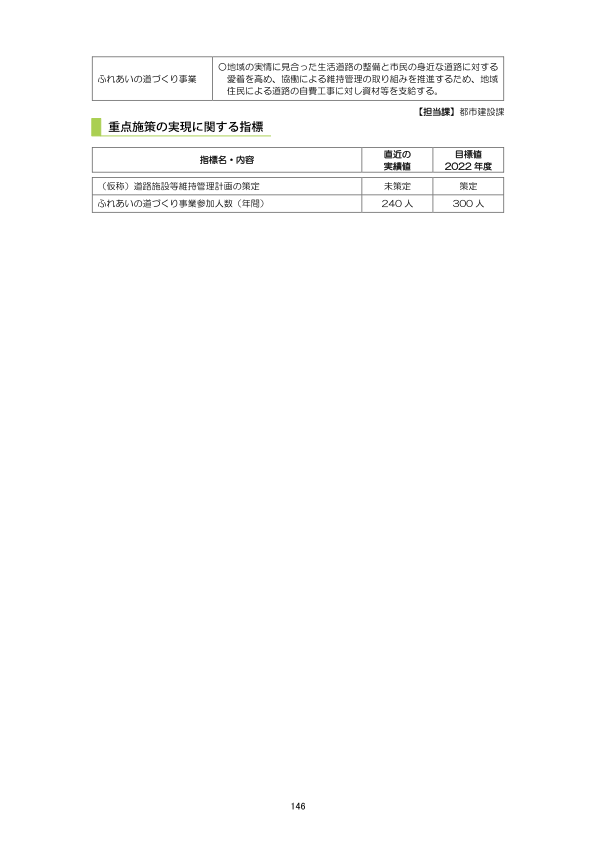 ふれあいの道づくり事業
○地域の実情に見合った生活道路の整備と市民の身近な道路に対する
愛着を高め、協働による維持管理の取り組みを推進するため、地域
住民による道路の自費工事に対し資材等を支給する。
【担当課】都市建設課
重点施策の実現に関する指標
指標名・内容 直近の 目標値
実績値 2022 年度
（仮称）道路施設等維持管理計画の策定 未策定 策定
ふれあいの道づくり事業参加人数（年間） 240 人 300 人
146